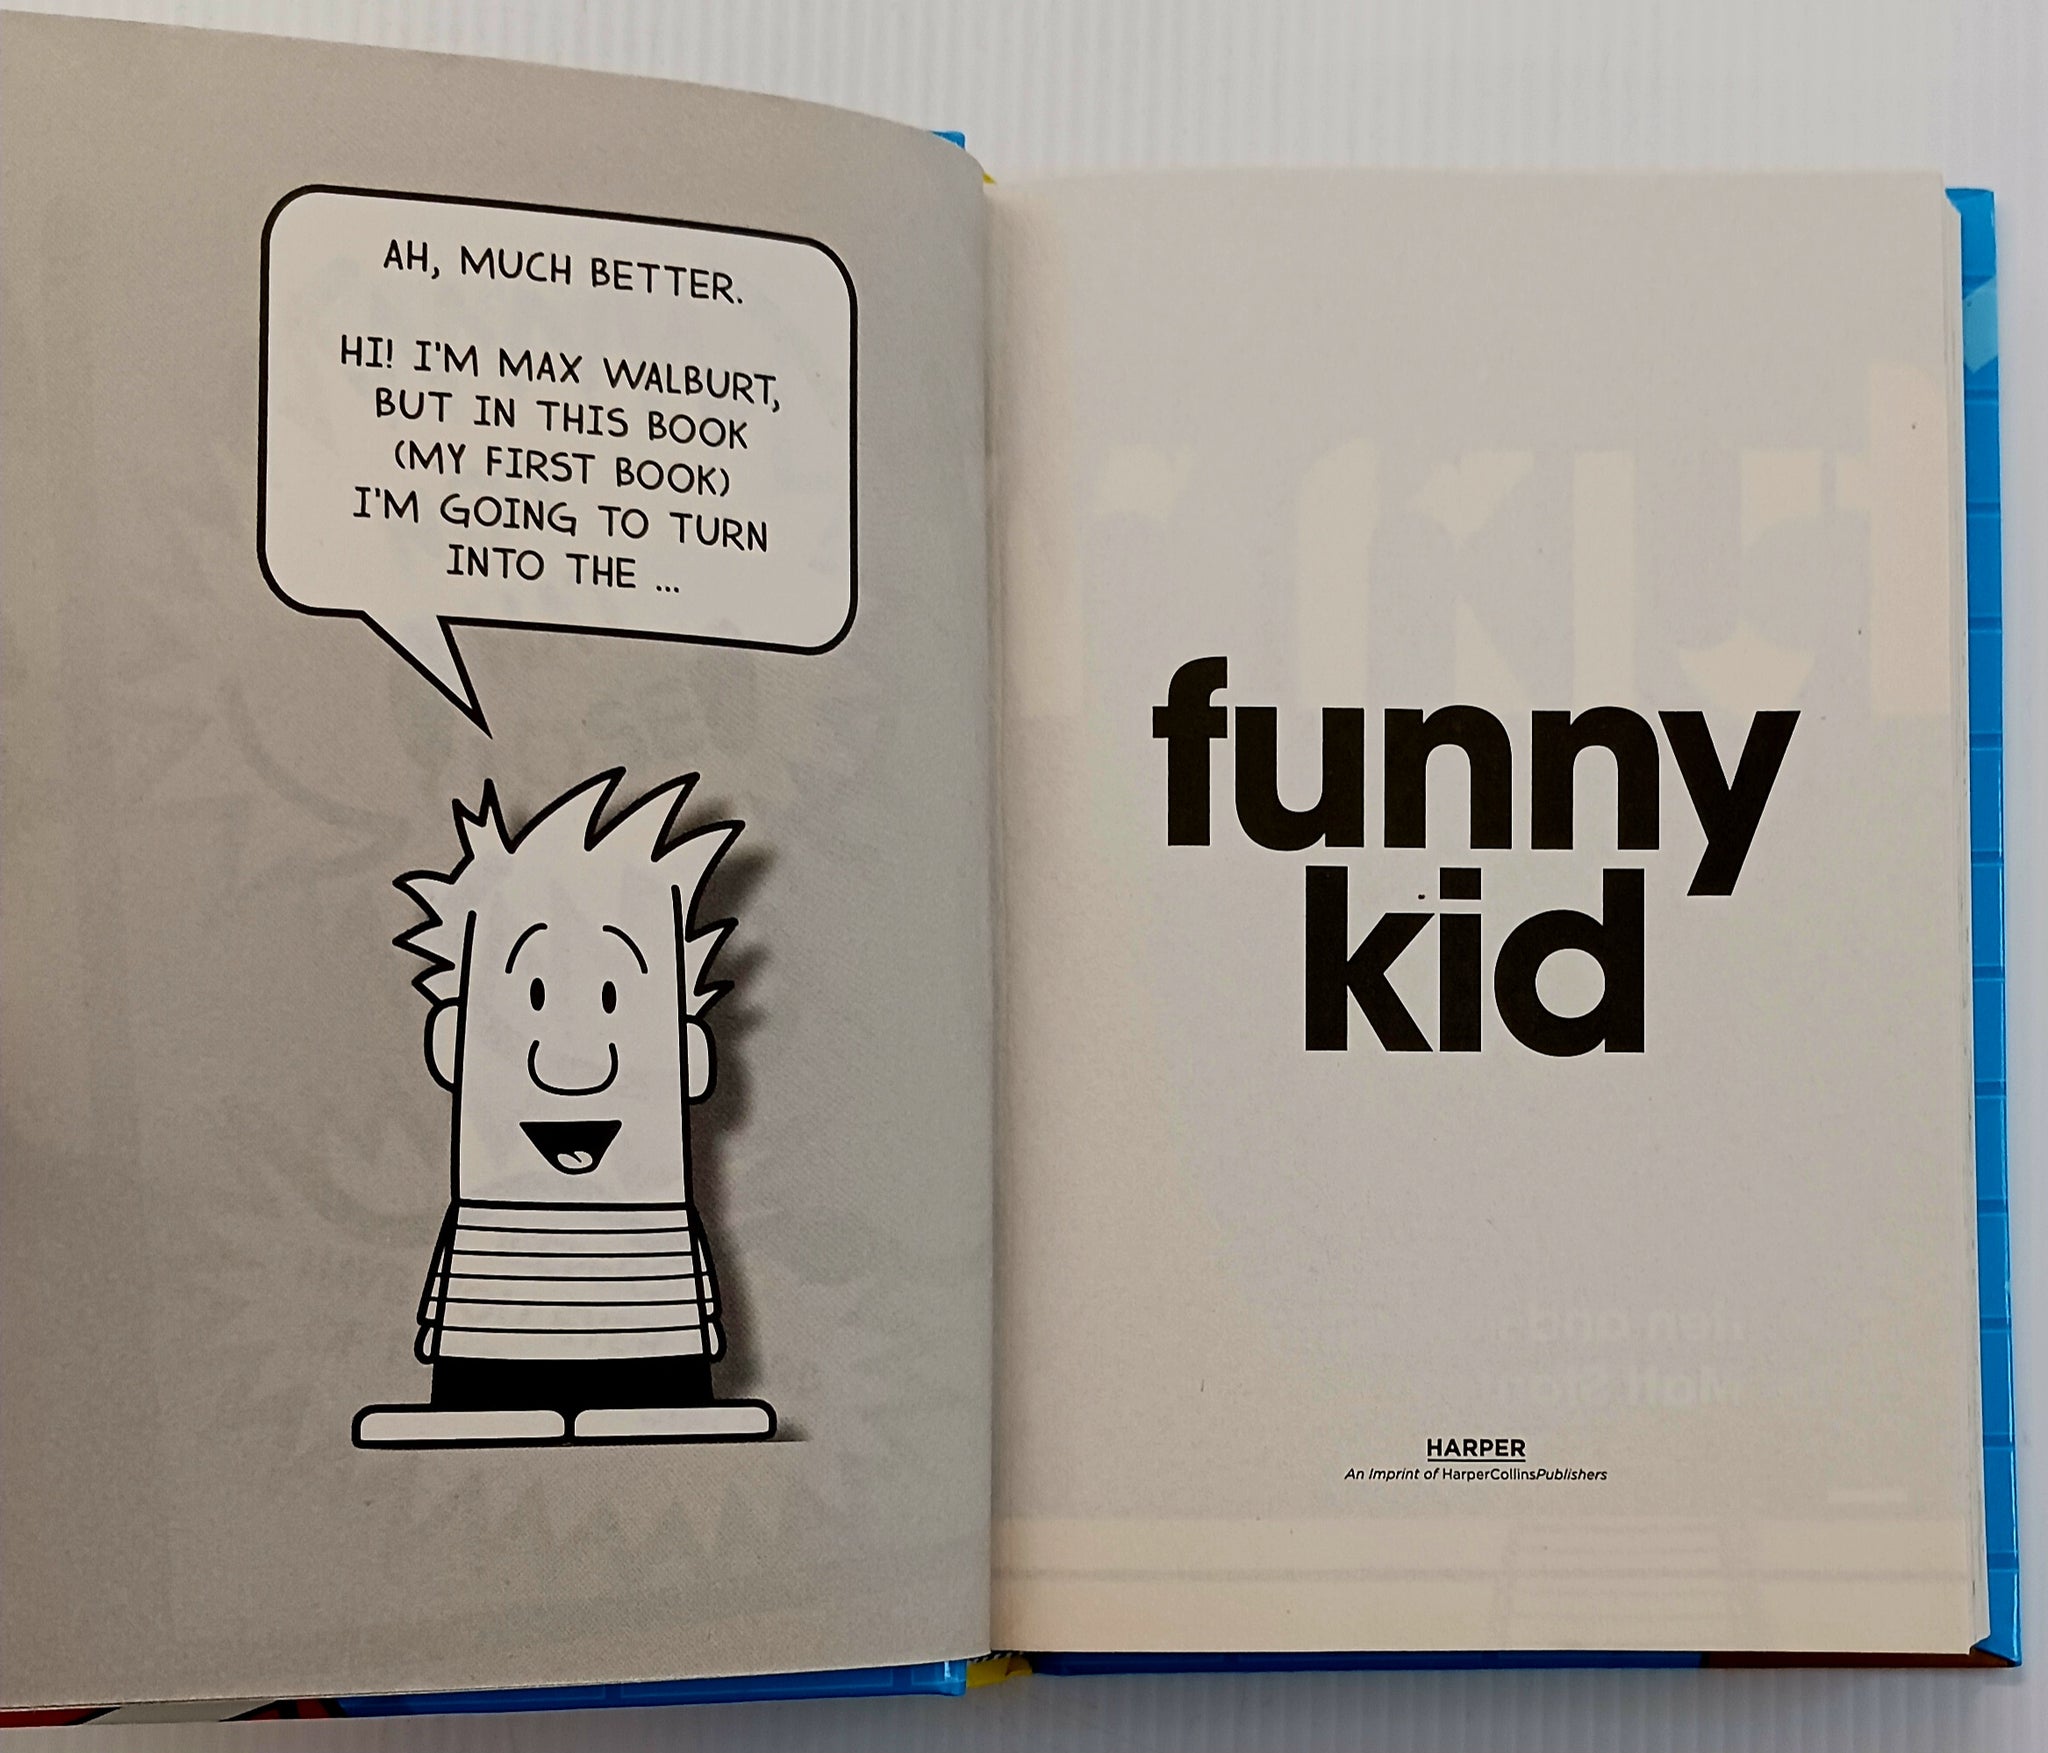 AH, MUCH BETTER.
HI! I'M MAX WALBURT,
BUT IN THIS BOOK
(MY FIRST BOOK)
I'M GOING TO TURN
INTO THE ...
funny
kid
HARPER
An Imprint of HarperCollinsPublishers